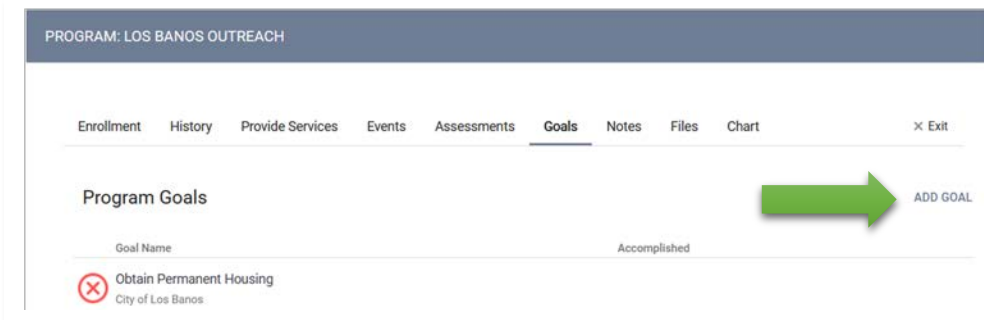 PROGRAM: LOS BANOS OUTREACH
Enrollment History Provide Services Events Assessments Goals Notes Files Chart × Exit
Program Goals ADD GOAL
Goal Name Accomplished
Obtain Permanent Housing
City of Los Banos